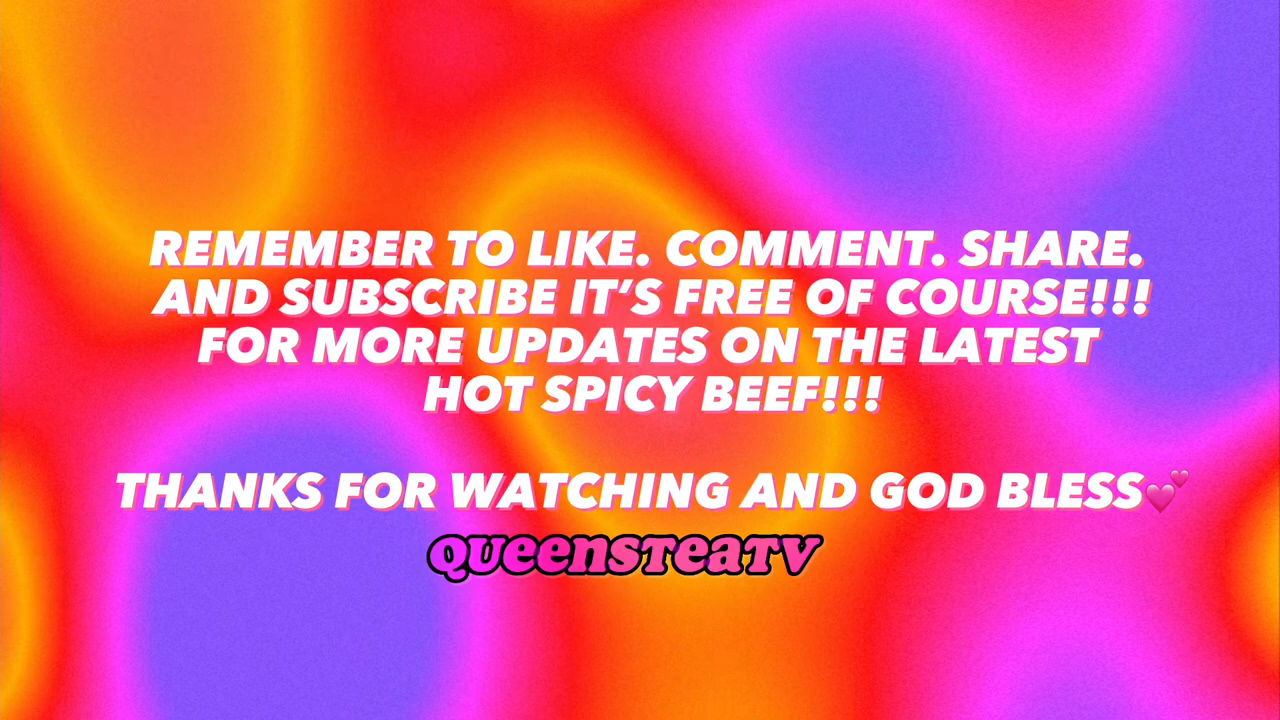 REMEMBER TO LIKE. COMMENT. SHARE.
AND SUBSCRIBE IT'S FREE OF COURSE!!!
FOR MORE UPDATES ON THE LATEST
HOT SPICY BEEF!!!
THANKS FOR WATCHING AND GOD BLESS💕
QUEENSTEATV